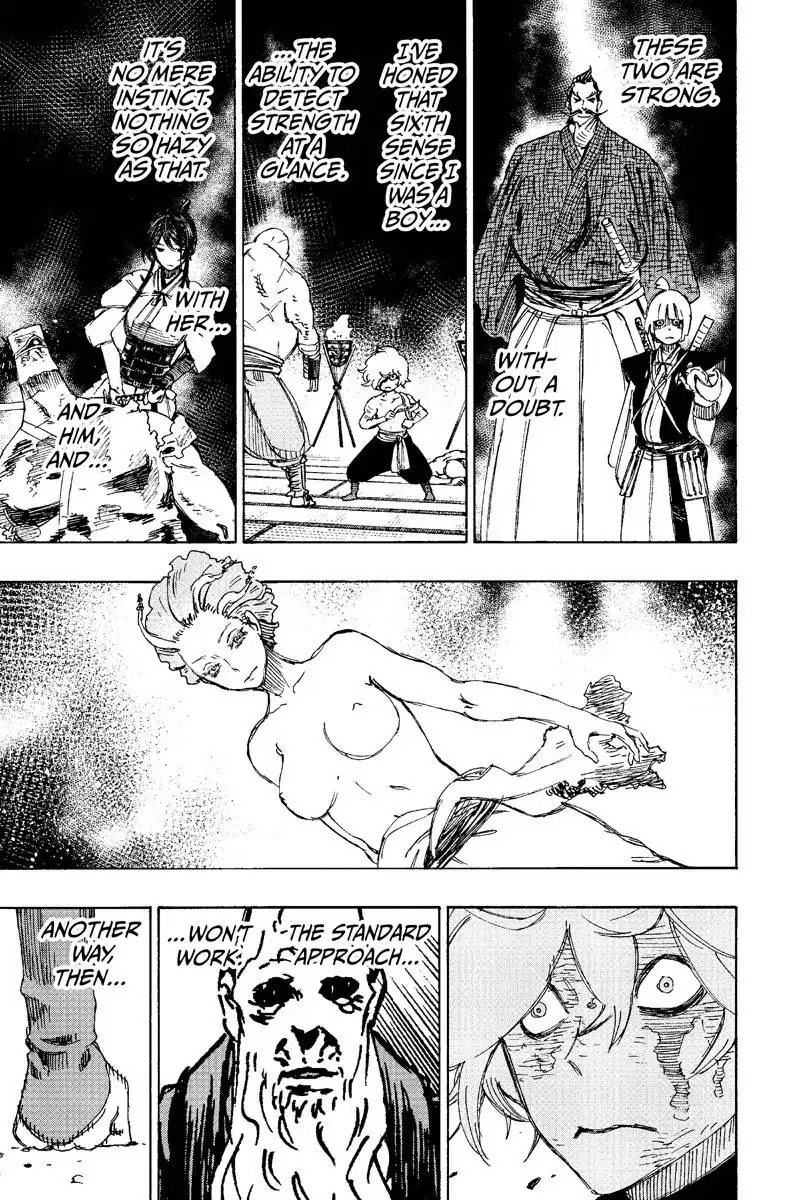 THESE
TWO ARE
STRONG.
WITH-
OUT A
DOUBT.
I'VE
HONED
THAT
SIXTH
SENSE
SINCE I
WAS A
BOY...
...THE
ABILITY TO
DETECT
STRENGTH
AT A
GLANCE.
IT'S
NO MERE
INSTINCT.
NOTHING
SO HAZY
AS THAT.
WITH
HER...
AND
HIM,
AND...
THE STANDARD
APPROACH...
...WON'T
WORK.
ANOTHER
WAY,
THEN...